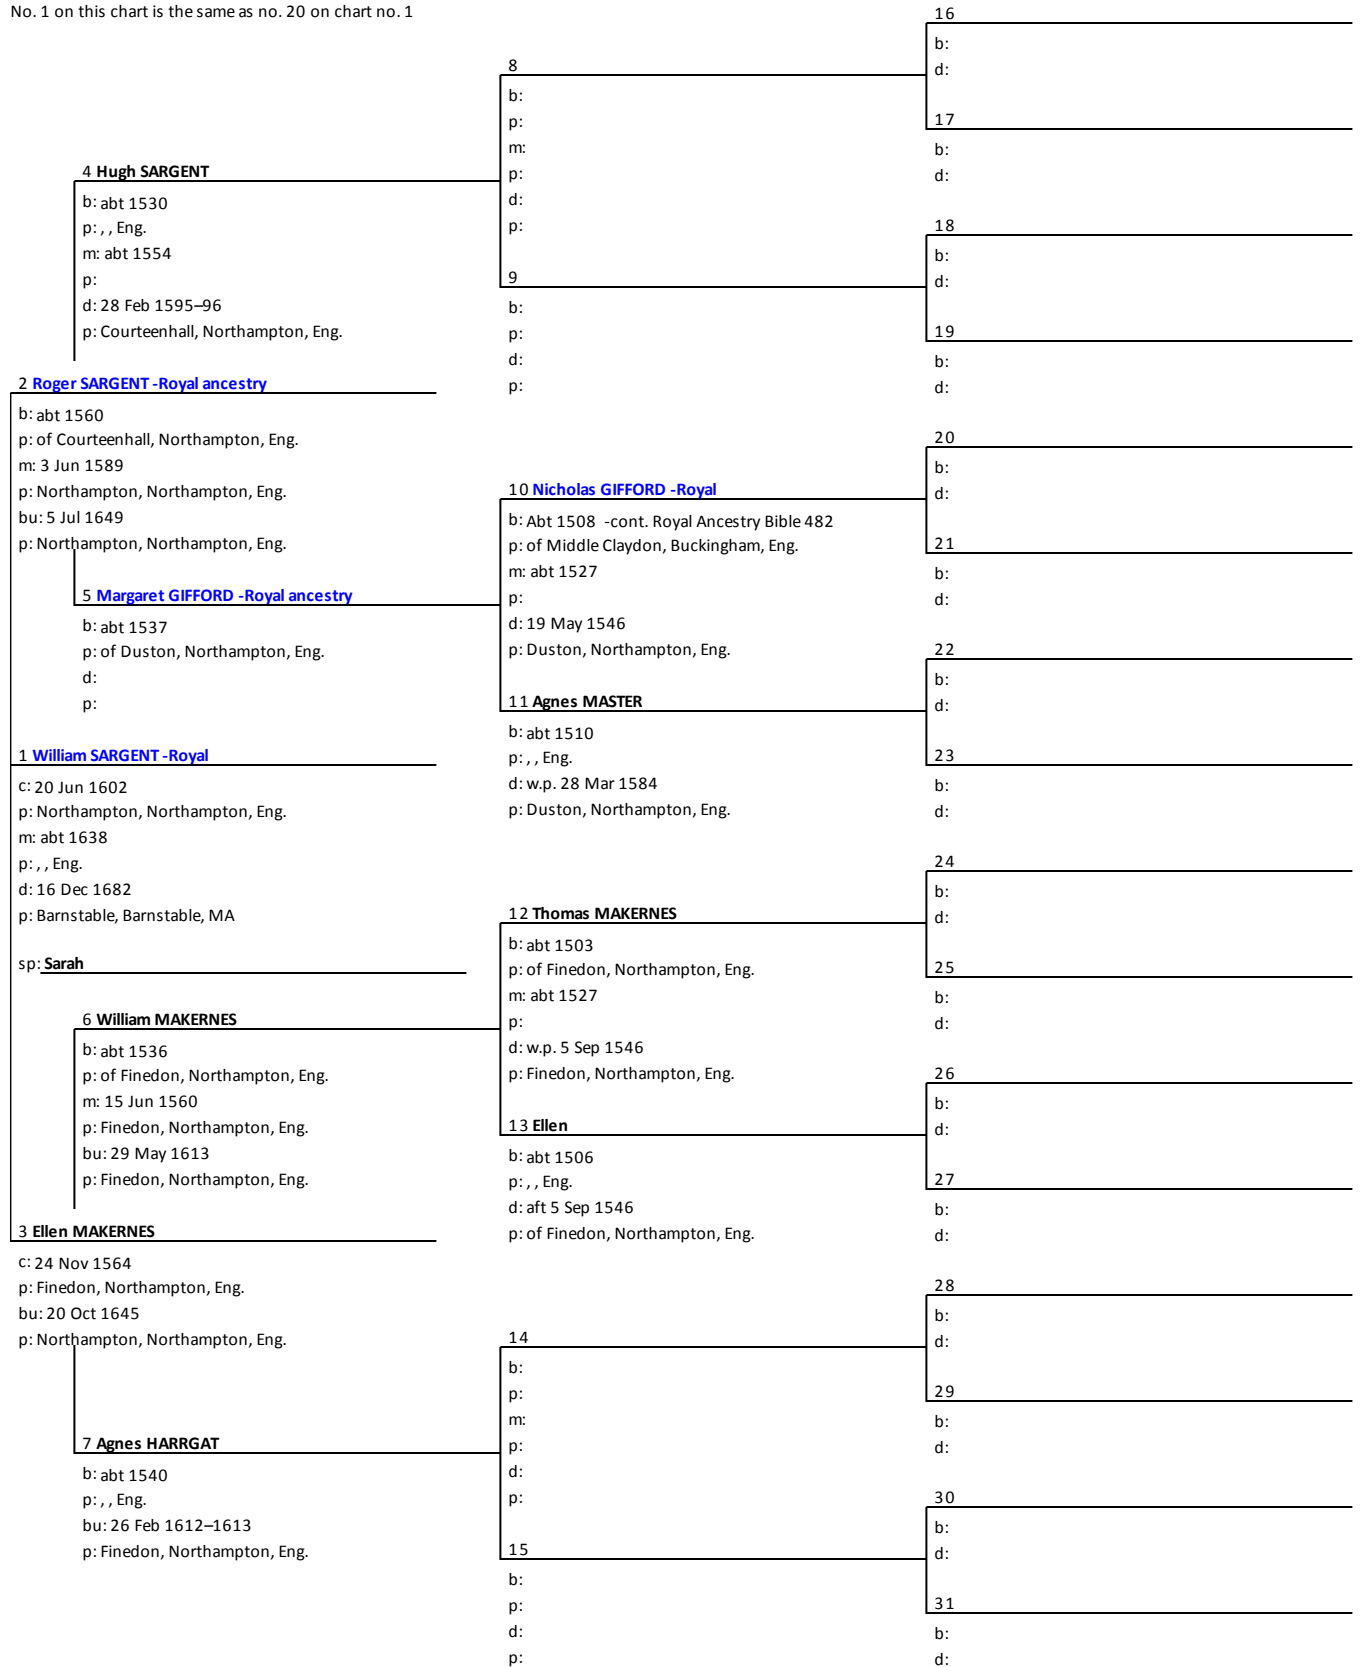 No. 1 on this chart is the same as no. 20 on chart no. 1
4 Hugh SARGENT
b: abt 1530
p: , , Eng.
m: abt 1554
p:
d: 28 Feb 1595–96
p: Courteenhall, Northampton, Eng.
2 Roger SARGENT -Royal ancestry
b: abt 1560
p: of Courteenhall, Northampton, Eng.
m: 3 Jun 1589
p: Northampton, Northampton, Eng.
bu: 5 Jul 1649
p: Northampton, Northampton, Eng.
5 Margaret GIFFORD -Royal ancestry
b: abt 1537
p: of Duston, Northampton, Eng.
d:
p:
1 William SARGENT -Royal
c: 20 Jun 1602
p: Northampton, Northampton, Eng.
m: abt 1638
p: , , Eng.
d: 16 Dec 1682
p: Barnstable, Barnstable, MA
sp: Sarah
6 William MAKERNES
b: abt 1536
p: of Finedon, Northampton, Eng.
m: 15 Jun 1560
p: Finedon, Northampton, Eng.
bu: 29 May 1613
p: Finedon, Northampton, Eng.
3 Ellen MAKERNES
c: 24 Nov 1564
p: Finedon, Northampton, Eng.
bu: 20 Oct 1645
p: Northampton, Northampton, Eng.
7 Agnes HARRGAT
b: abt 1540
p: , , Eng.
bu: 26 Feb 1612–1613
p: Finedon, Northampton, Eng.
8
b:
p:
m:
p:
d:
p:
9
b:
p:
d:
p:
10 Nicholas GIFFORD -Royal
b: Abt 1508 -cont. Royal Ancestry Bible 482
p: of Middle Claydon, Buckingham, Eng.
m: abt 1527
p:
d: 19 May 1546
p: Duston, Northampton, Eng.
11 Agnes MASTER
b: abt 1510
p: , , Eng.
d: w.p. 28 Mar 1584
p: Duston, Northampton, Eng.
12 Thomas MAKERNES
b: abt 1503
p: of Finedon, Northampton, Eng.
m: abt 1527
p:
d: w.p. 5 Sep 1546
p: Finedon, Northampton, Eng.
13 Ellen
b: abt 1506
p: , , Eng.
d: aft 5 Sep 1546
p: of Finedon, Northampton, Eng.
14
b:
p:
m:
p:
d:
p:
15
b:
p:
d:
p:
16
b:
d:
17
b:
d:
18
b:
d:
19
b:
d:
20
b:
d:
21
b:
d:
22
b:
d:
23
b:
d:
24
b:
d:
25
b:
d:
26
b:
d:
27
b:
d:
28
b:
d:
29
b:
d:
30
b:
d:
31
b:
d: